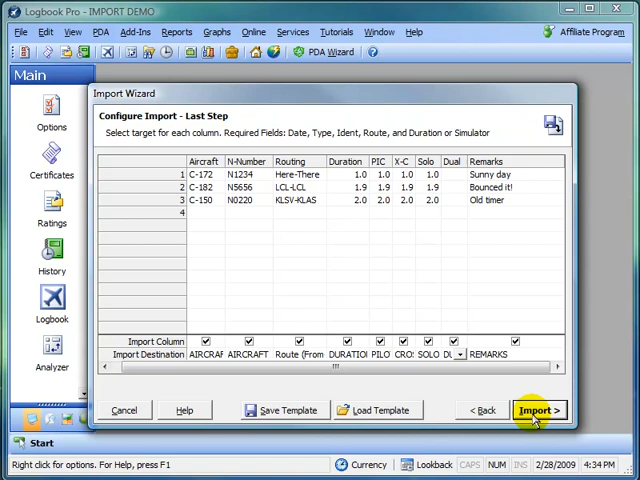 Logbook Pro - IMPORT DEMO
File Edit View PDA Add-Ins Reports Graphs Online Services Tutorials Window Help Affiliate Program
PDA Wizard
Main
Options
Certificates
Ratings
History
Logbook
Analyzer
Import Wizard
Configure Import - Last Step
Select target for each column. Required Fields: Date, Type, Ident, Route, and Duration or Simulator
Aircraft N-Number Routing Duration PIC X-C Solo Dual Remarks
1 C-172 N1234 Here-There 1.0 1.0 1.0 1.0 Sunny day
2 C-182 N5656 LCL-LCL 1.9 1.9 1.9 1.9 Bounced it!
3 C-150 N0220 KLSV-KLAS 2.0 2.0 2.0 2.0 Old timer
4
Import Column
Import Destination AIRCRAF AIRCRAFT Route (From DURATIO PILO CRO SOLO DU REMARKS
Cancel Help Save Template Load Template < Back Import >
Start
Right click for options. For Help, press F1 Currency Lookback CAPS NUM INS 2/28/2009 4:34 PM